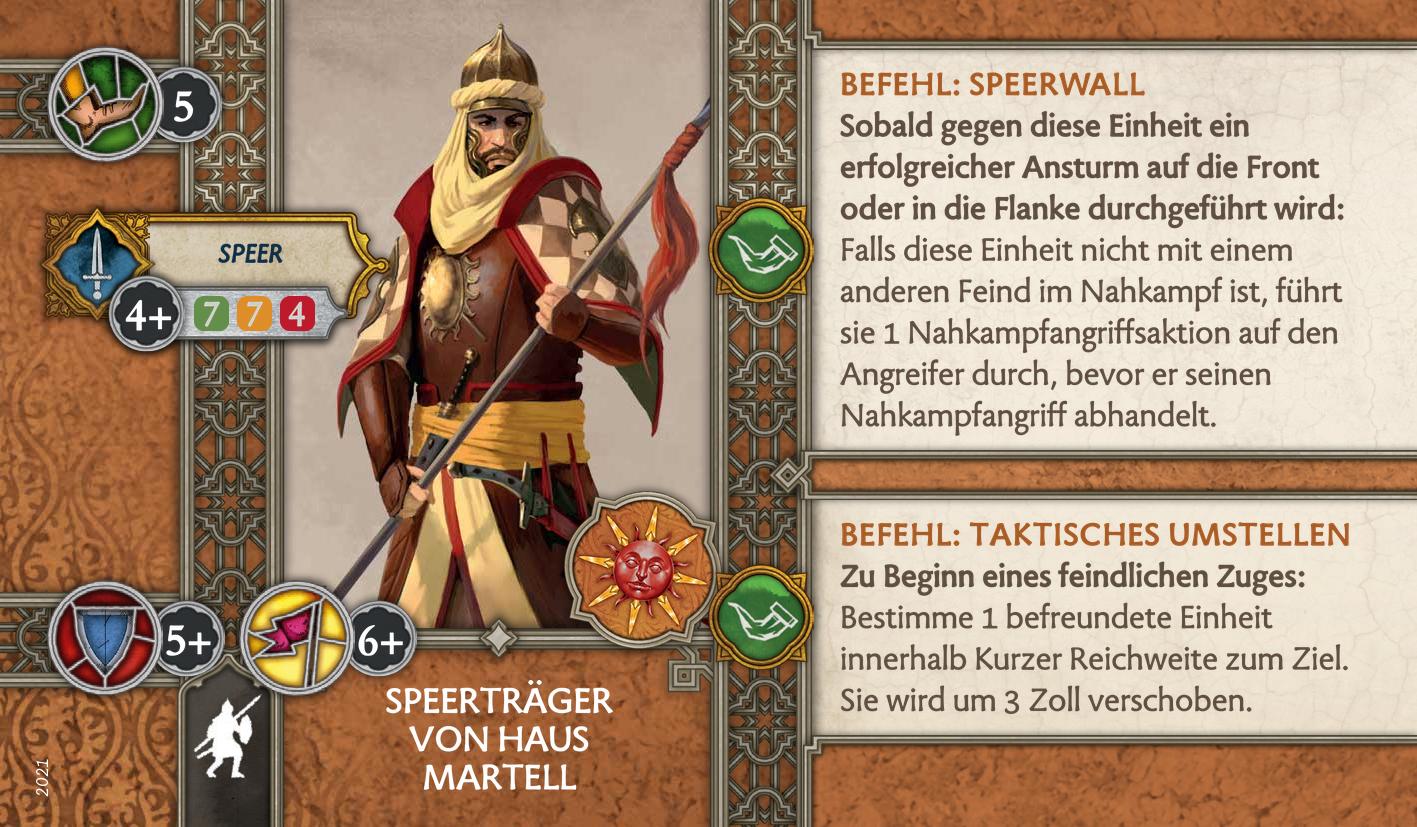 5
SPEER
4+ 7 7 4
5+ 6+
SPEERTRÄGER
VON HAUS
MARTELL
2021
BEFEHL: SPEERWALL
Sobald gegen diese Einheit ein
erfolgreicher Ansturm auf die Front
oder in die Flanke durchgeführt wird:
Falls diese Einheit nicht mit einem
anderen Feind im Nahkampf ist, führt
sie 1 Nahkampfangriffsaktion auf den
Angreifer durch, bevor er seinen
Nahkampfangriff abhandelt.
BEFEHL: TAKTISCHES UMSTELLEN
Zu Beginn eines feindlichen Zuges:
Bestimme 1 befreundete Einheit
innerhalb Kurzer Reichweite zum Ziel.
Sie wird um 3 Zoll verschoben.